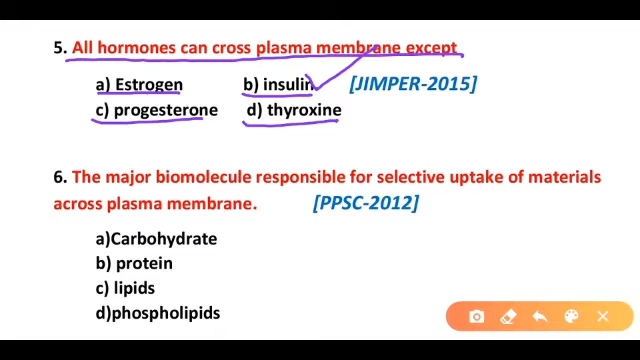 5. All hormones can cross plasma membrane except
a) Estrogen b) insulin [JIMPER-2015]
c) progesterone d) thyroxine
6. The major biomolecule responsible for selective uptake of materials
across plasma membrane. [PPSC-2012]
a)Carbohydrate
b) protein
c) lipids
d)phospholipids